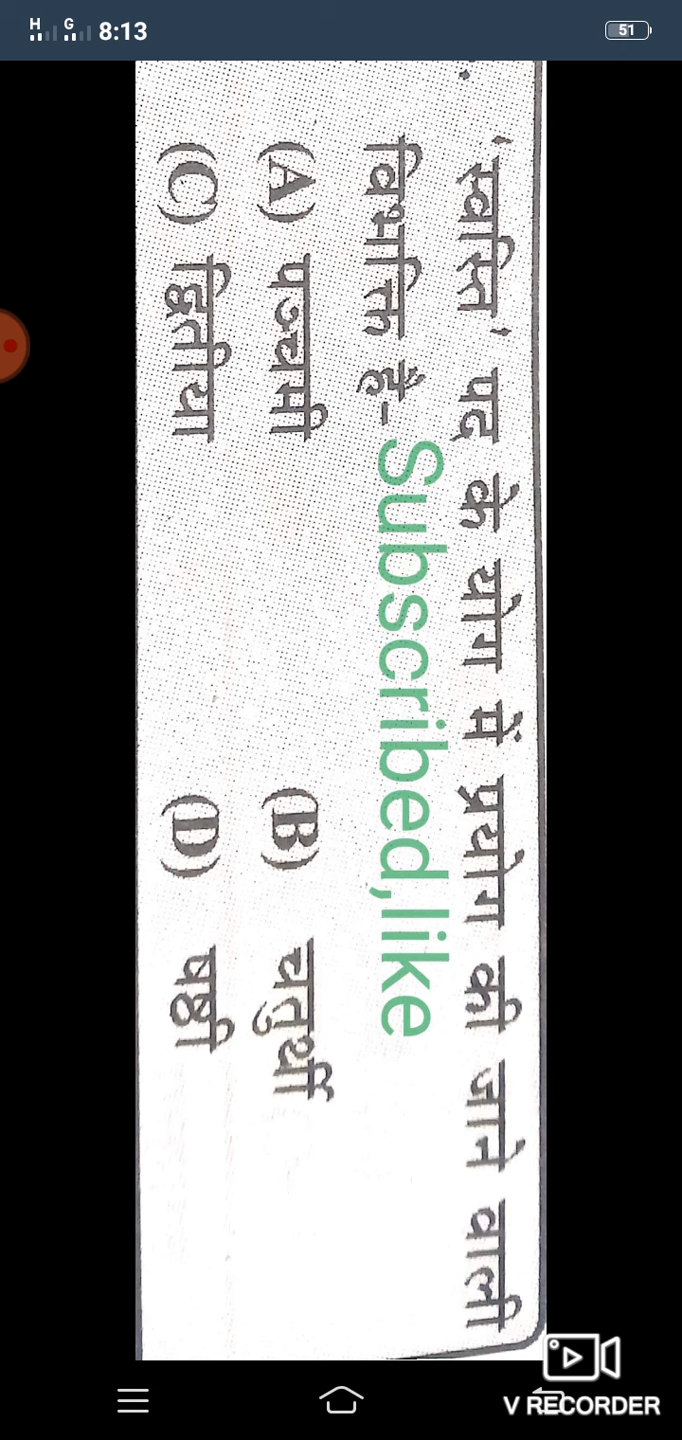 H G 8:13 51
'स्वस्ति' पद के योग में प्रयोग की जाने वाली
विभक्ति है-
Subscribed,like
(A) पञ्चमी (B) चतुर्थी
(C) द्वितीया (D) षष्ठी
V RECORDER